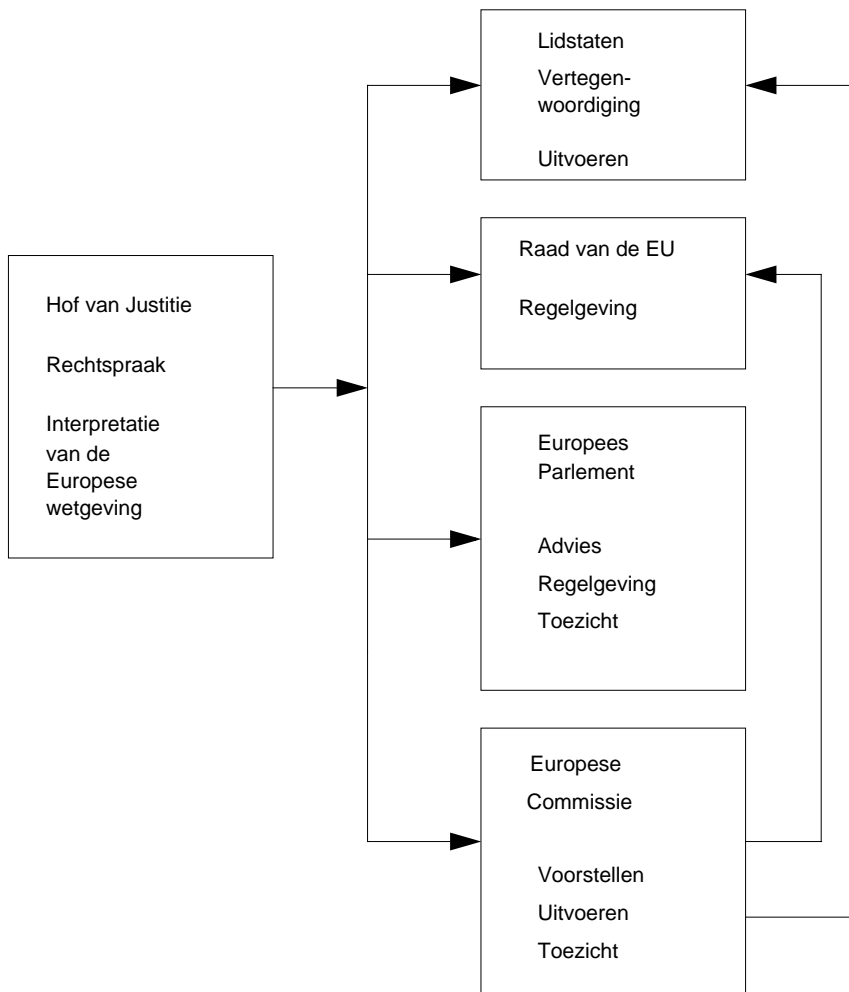 Hof van Justitie
Rechtspraak
Interpretatie
van de
Europese
wetgeving
Lidstaten
Vertegen-
woordiging
Uitvoeren
Raad van de EU
Regelgeving
Europees
Parlement
Advies
Regelgeving
Toezicht
Europese
Commissie
Voorstellen
Uitvoeren
Toezicht